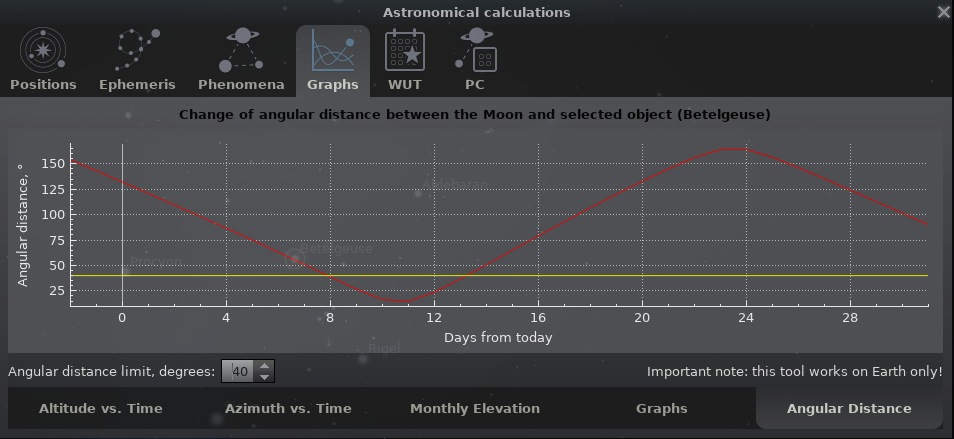 Astronomical calculations
Positions Ephemeris Phenomena Graphs WUT PC
Change of angular distance between the Moon and selected object (Betelgeuse)
Angular distance, °
150
125
100
75
50
25
Aldebaran
Betelgeuse
Procyon
0 4 8 12 16 20 24 28
Days from today
Rigel
Angular distance limit, degrees: 40 Important note: this tool works on Earth only!
Altitude vs. Time Azimuth vs. Time Monthly Elevation Graphs Angular Distance